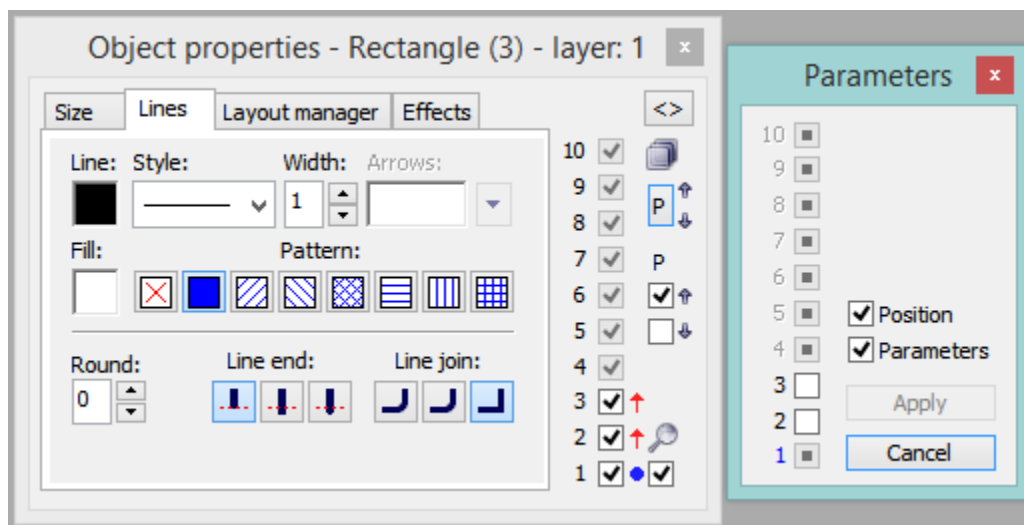 Object properties - Rectangle (3) - layer: 1
x
Size Lines Layout manager Effects
<>
Line: Style: Width: Arrows:
1
Fill: Pattern:
Round: Line end: Line join:
0
10
9
P
8
7 P
6
5
4
3
2
1
Parameters
x
10
9
8
7
6
5 Position
4 Parameters
3
Apply
2
1 Cancel